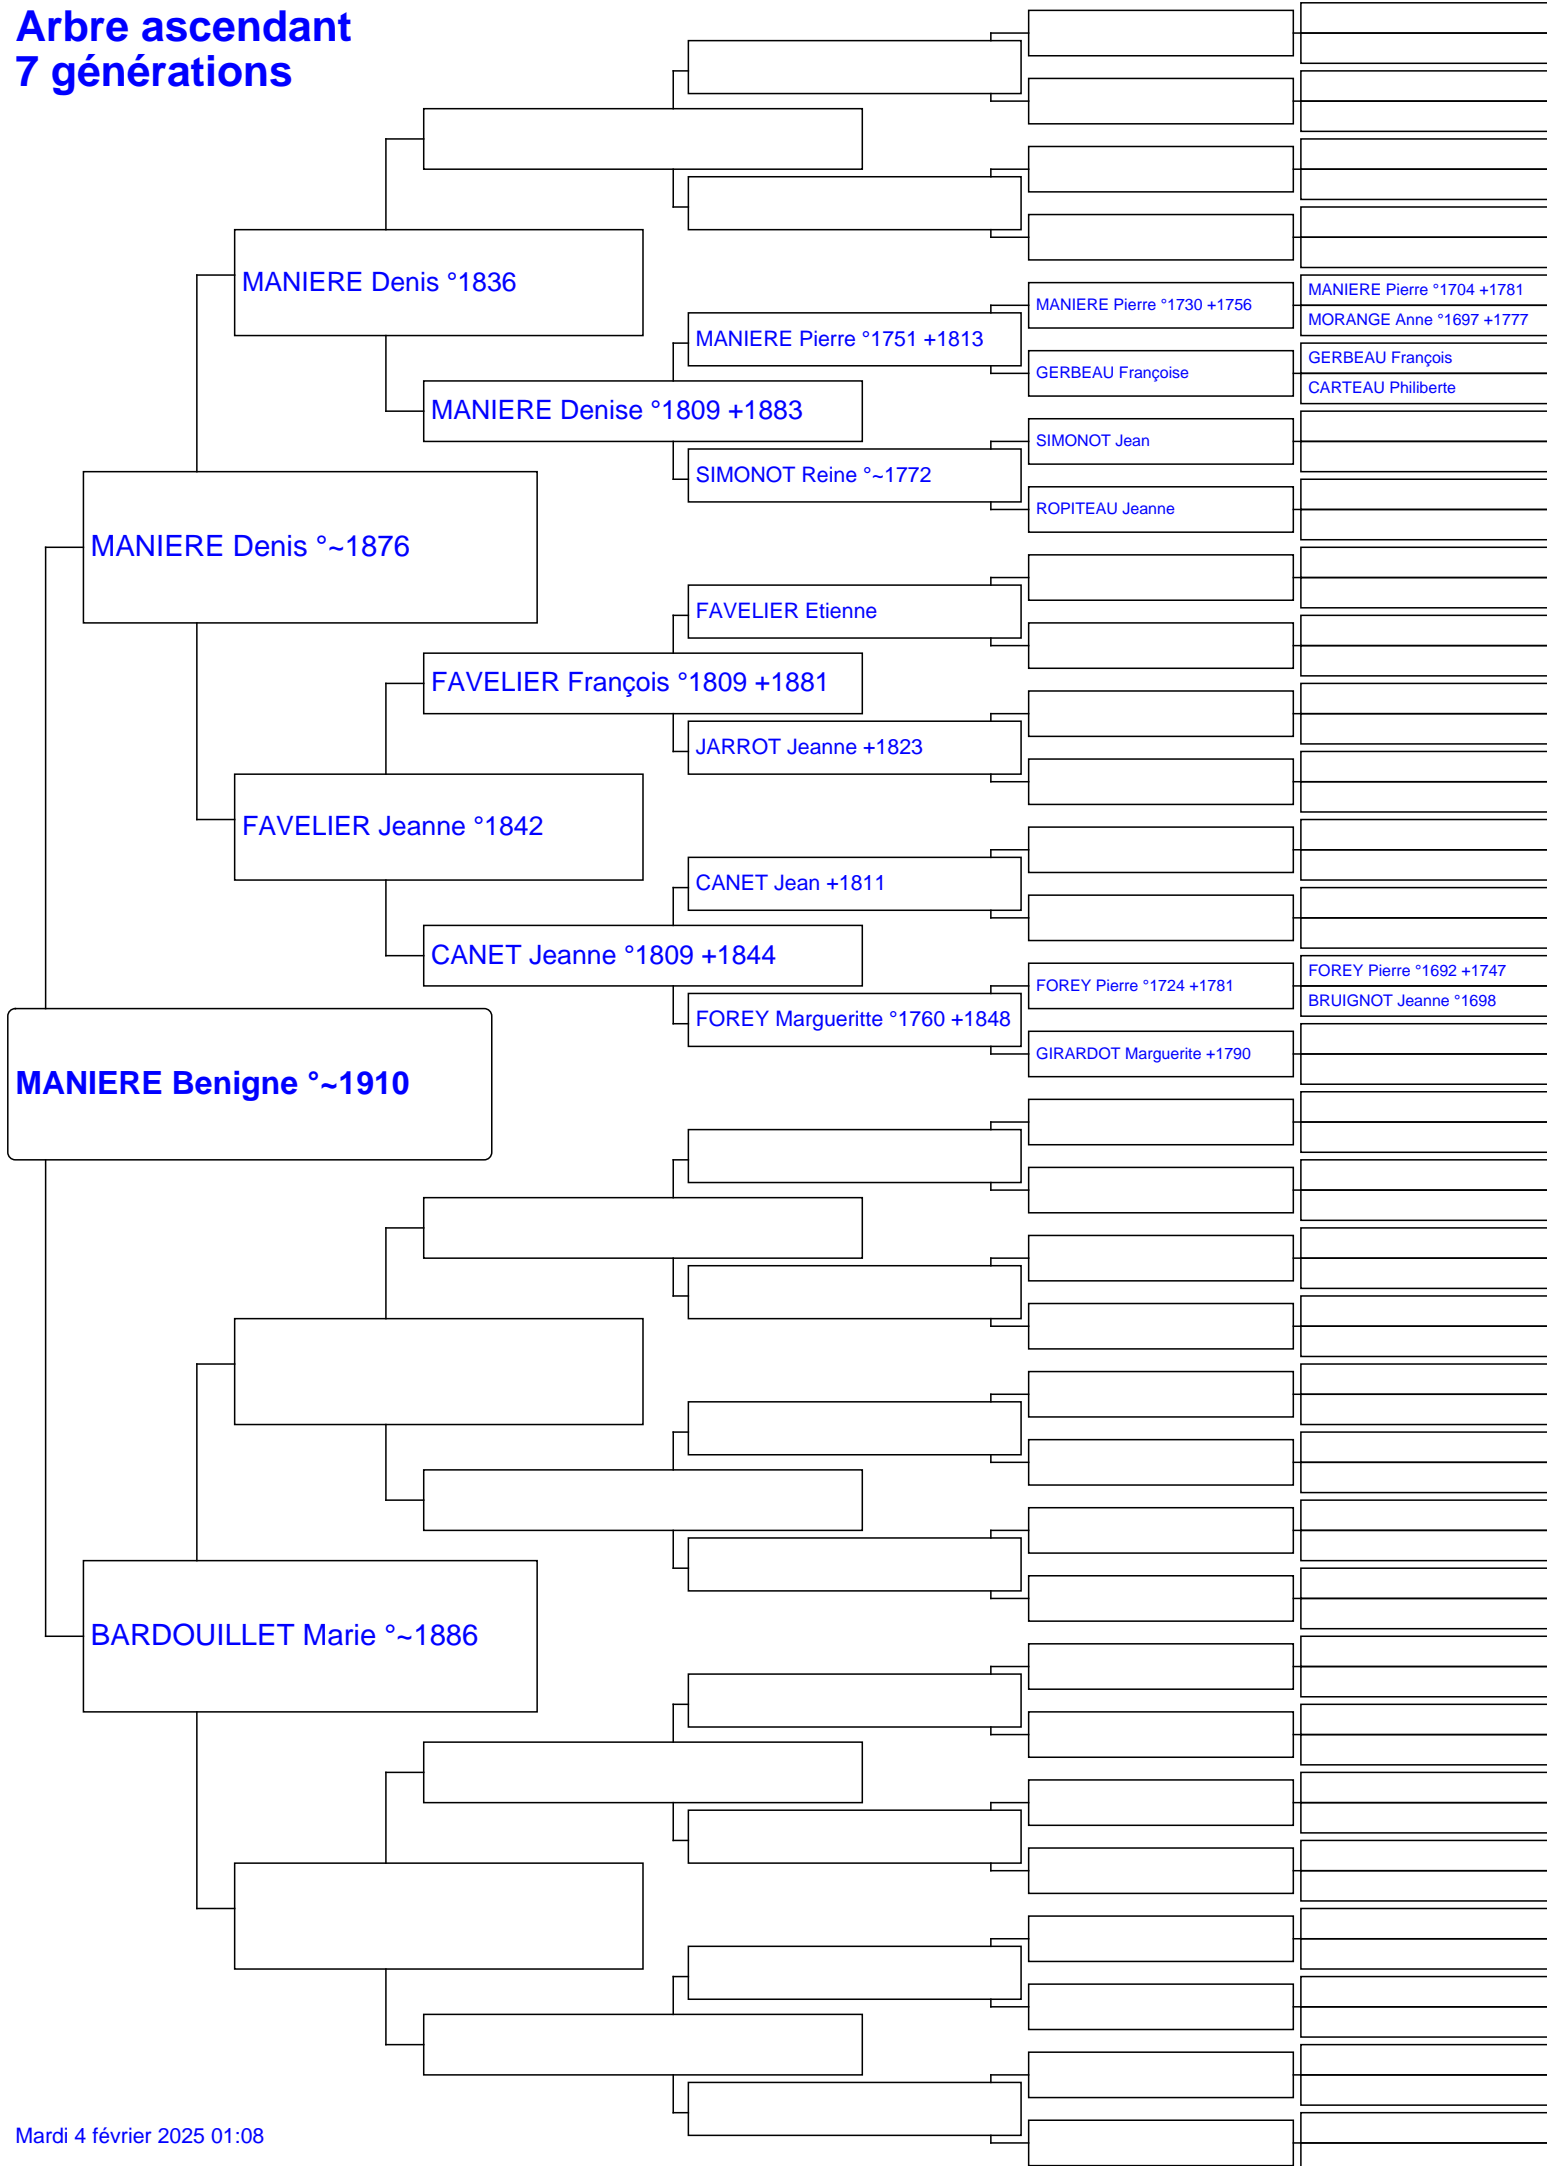 Arbre ascendant
7 générations
MANIERE Denis °1836
MANIERE Pierre °1704 +1781
MANIERE Pierre °1730 +1756
MORANGE Anne °1697 +1777
MANIERE Pierre °1751 +1813
GERBEAU François
GERBEAU Françoise
CARTEAU Philiberte
MANIERE Denise °1809 +1883
SIMONOT Jean
SIMONOT Reine °~1772
ROPITEAU Jeanne
MANIERE Denis °~1876
FAVELIER Etienne
FAVELIER François °1809 +1881
JARROT Jeanne +1823
FAVELIER Jeanne °1842
CANET Jean +1811
CANET Jeanne °1809 +1844
FOREY Pierre °1692 +1747
FOREY Pierre °1724 +1781
BRUIGNOT Jeanne °1698
FOREY Margueritte °1760 +1848
GIRARDOT Marguerite +1790
MANIERE Benigne °~1910
BARDOUILLET Marie °~1886
Mardi 4 février 2025 01:08